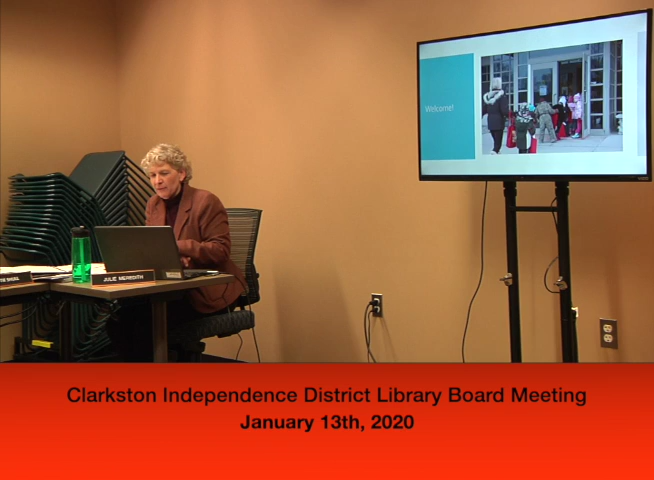 Welcome!
JULIE MEREDITH
Clarkston Independence District Library Board Meeting
January 13th, 2020